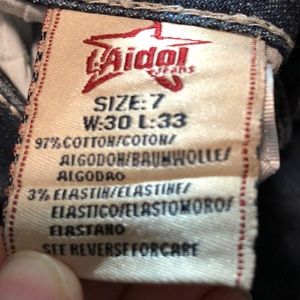 L'Aidol
Jeans
SIZE:7
W:30 L:33
97% COTTON/COTON/
ALGODON/BAUMWOLLE/
ALGODAO
3% ELASTIN/ELASTINE/
ELASTICO/ELASTOMORO/
ELASTANO
SEE REVERSE FOR CARE